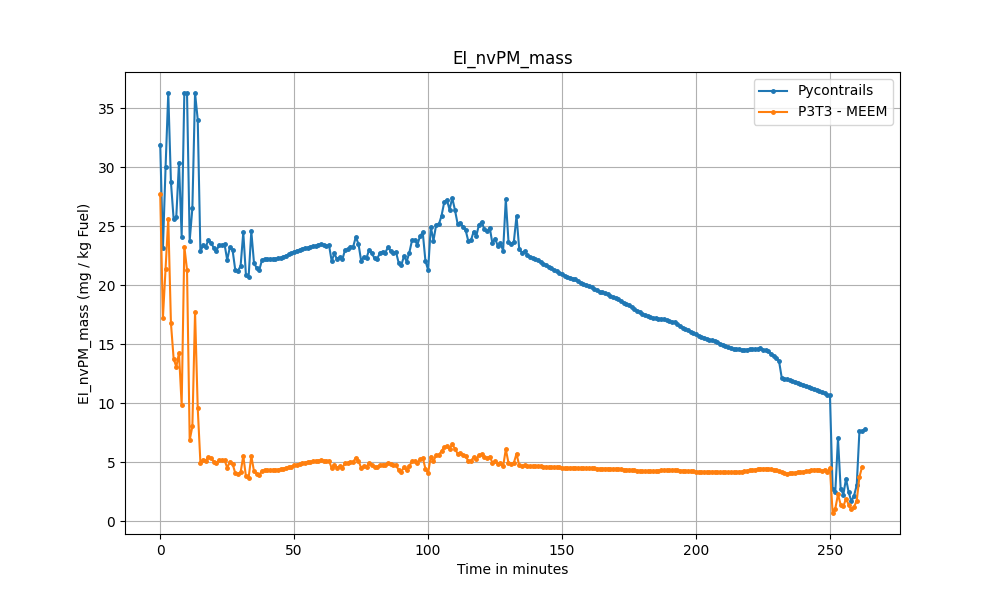 EI_nvPM_mass
Pycontrails
P3T3 - MEEM
EI_nvPM_mass (mg / kg Fuel)
35
30
25
20
15
10
5
0
0 50 100 150 200 250
Time in minutes